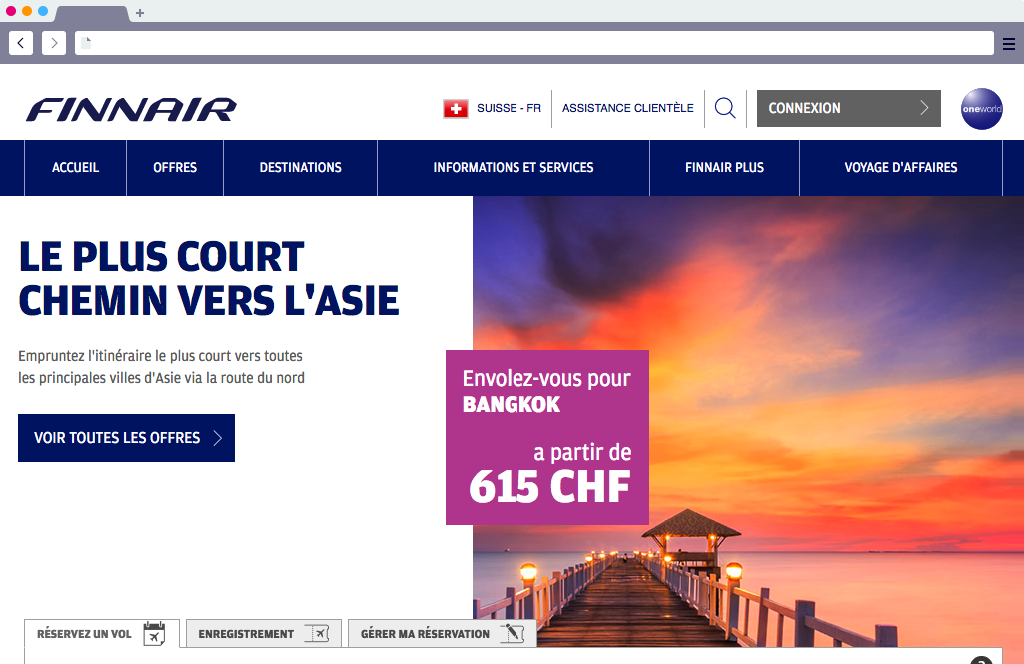 FINNAIR
SUISSE - FR
ASSISTANCE CLIENTÈLE
CONNEXION
oneworld
ACCUEIL
OFFRES
DESTINATIONS
INFORMATIONS ET SERVICES
FINNAIR PLUS
VOYAGE D'AFFAIRES
LE PLUS COURT
CHEMIN VERS L'ASIE
Empruntez l'itinéraire le plus court vers toutes
les principales villes d'Asie via la route du nord
VOIR TOUTES LES OFFRES
Envolez-vous pour
BANGKOK
a partir de
615 CHF
RÉSERVEZ UN VOL
ENREGISTREMENT
GÉRER MA RÉSERVATION